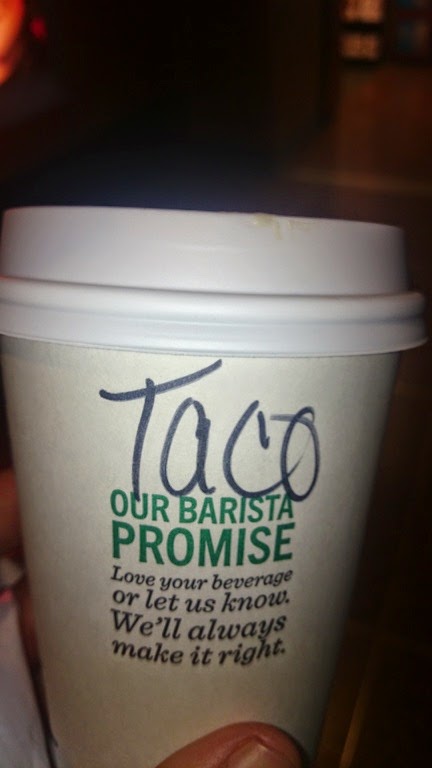 Taco
OUR BARISTA
PROMISE
Love your beverage
or let us know.
We'll always
make it right.